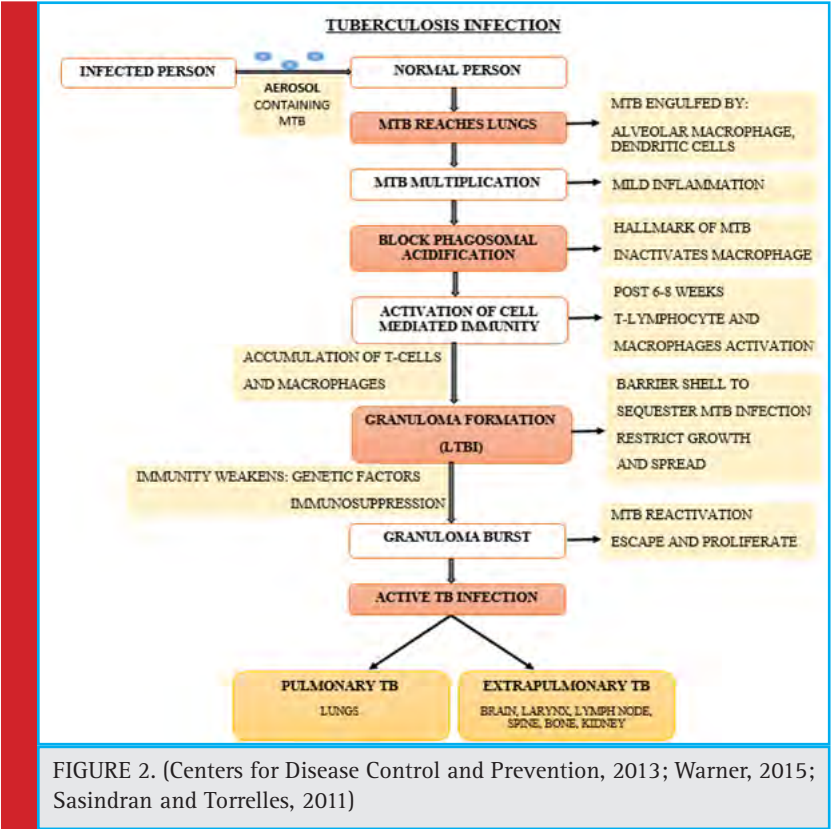 TUBERCULOSIS INFECTION
INFECTED PERSON
AEROSOL
CONTAINING
MTB
NORMAL PERSON
MTB REACHES LUNGS
MTB ENGULFED BY:
ALVEOLAR MACROPHAGE,
DENDRITIC CELLS
MTB MULTIPLICATION
MILD INFLAMMATION
BLOCK PHAGOSOMAL
ACIDIFICATION
HALLMARK OF MTB
INACTIVATES MACROPHAGE
ACTIVATION OF CELL
MEDIATED IMMUNITY
POST 6-8 WEEKS
T-LYMPHOCYTE AND
MACROPHAGES ACTIVATION
ACCUMULATION OF T-CELLS
AND MACROPHAGES
GRANULOMA FORMATION
(LTBI)
BARRIER SHELL TO
SEQUESTER MTB INFECTION
RESTRICT GROWTH
AND SPREAD
IMMUNITY WEAKENS: GENETIC FACTORS
IMMUNOSUPPRESSION
GRANULOMA BURST
MTB REACTIVATION
ESCAPE AND PROLIFERATE
ACTIVE TB INFECTION
PULMONARY TB
LUNGS
EXTRAPULMONARY TB
BRAIN, LARYNX, LYMPH NODE,
SPINE, BONE, KIDNEY
FIGURE 2. (Centers for Disease Control and Prevention, 2013; Warner, 2015;
Sasindran and Torrelles, 2011)